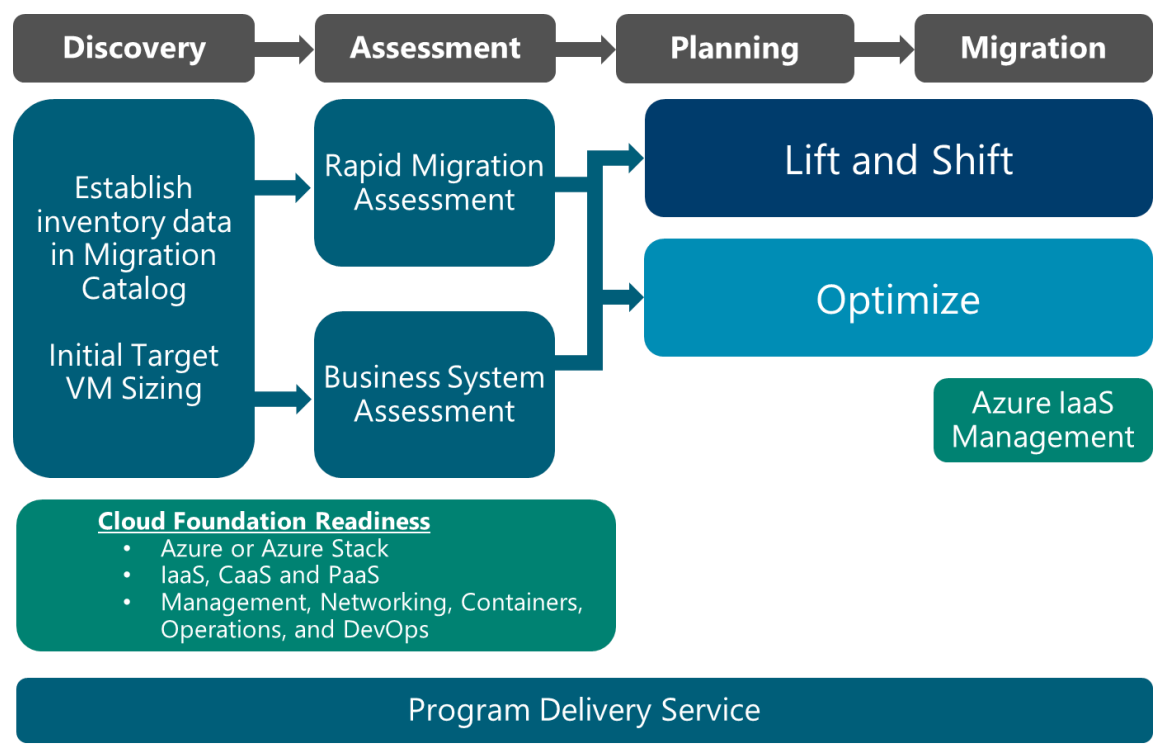 Discovery
Assessment
Planning
Migration
Establish
inventory data
in Migration
Catalog
Initial Target
VM Sizing
Rapid Migration
Assessment
Business System
Assessment
Lift and Shift
Optimize
Azure IaaS
Management
Cloud Foundation Readiness
• Azure or Azure Stack
• IaaS, CaaS and PaaS
• Management, Networking, Containers,
Operations, and DevOps
Program Delivery Service